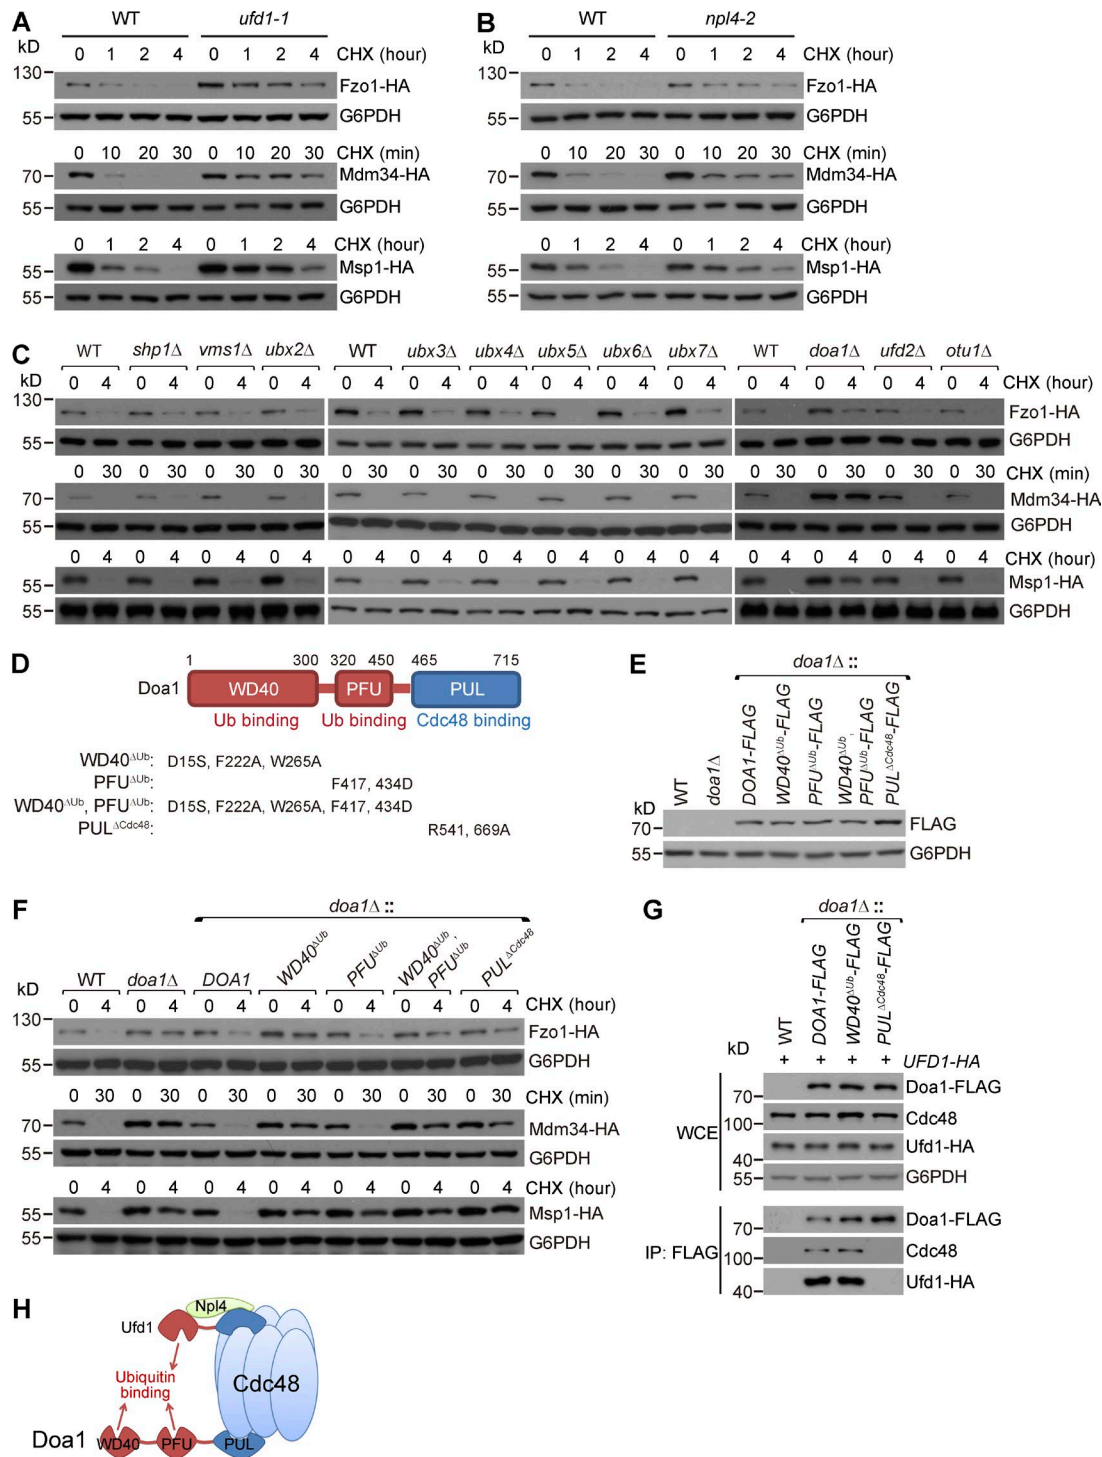 A
WT ufd1-1
kD 0 1 2 4 0 1 2 4 CHX (hour)
130
Fzo1-HA
55 G6PDH
0 10 20 30 0 10 20 30 CHX (min)
70 Mdm34-HA
55 G6PDH
0 1 2 4 0 1 2 4 CHX (hour)
55 Msp1-HA
55 G6PDH
B
WT npl4-2
kD 0 1 2 4 0 1 2 4 CHX (hour)
130
Fzo1-HA
55 G6PDH
0 10 20 30 0 10 20 30 CHX (min)
70 Mdm34-HA
55 G6PDH
0 1 2 4 0 1 2 4 CHX (hour)
55 Msp1-HA
55 G6PDH
C
WT shp1Δ vms1Δ ubx2Δ WT ubx3Δ ubx4Δ ubx5Δ ubx6Δ ubx7Δ WT doa1Δ ufd2Δ otu1Δ
kD 0 4 0 4 0 4 0 4 0 4 0 4 0 4 0 4 0 4 0 4 0 4 0 4 0 4 0 4 CHX (hour)
130
Fzo1-HA
55 G6PDH
0 30 0 30 0 30 0 30 0 30 0 30 0 30 0 30 0 30 0 30 0 30 0 30 0 30 0 30 CHX (min)
70 Mdm34-HA
55 G6PDH
0 4 0 4 0 4 0 4 0 4 0 4 0 4 0 4 0 4 0 4 0 4 0 4 0 4 0 4 CHX (hour)
55 Msp1-HA
55 G6PDH
D
1 300 320 450 465 715
Doa1 WD40 PFU PUL
Ub binding Ub binding Cdc48 binding
WD40ΔUb: D15S, F222A, W265A
PFUΔUb: F417, 434D
WD40ΔUb, PFUΔUb: D15S, F222A, W265A, F417, 434D
PULΔCdc48: R541, 669A
E
doa1Δ ::
WT
doa1Δ
DOA1-FLAG
WD40ΔUb-FLAG
PFUΔUb-FLAG
WD40ΔUb,
PFUΔUb-FLAG
PULΔCdc48-FLAG
kD
70 FLAG
55 G6PDH
F
doa1Δ ::
WT doa1Δ DOA1 WD40ΔUb PFUΔUb WD40ΔUb, PFUΔUb PULΔCdc48
kD 0 4 0 4 0 4 0 4 0 4 0 4 0 4 CHX (hour)
130
Fzo1-HA
55 G6PDH
0 30 0 30 0 30 0 30 0 30 0 30 0 30 CHX (min)
70 Mdm34-HA
55 G6PDH
0 4 0 4 0 4 0 4 0 4 0 4 0 4 CHX (hour)
55 Msp1-HA
55 G6PDH
G
doa1Δ ::
WT
DOA1-FLAG
WD40ΔUb-FLAG
PULΔCdc48-FLAG
kD
+ + + + UFD1-HA
WCE
70 Doa1-FLAG
100 Cdc48
40 Ufd1-HA
55 G6PDH
IP: FLAG
70 Doa1-FLAG
100 Cdc48
40 Ufd1-HA
H
Npl4
Ufd1
Ubiquitin
binding
Cdc48
Doa1 WD40 PFU PUL